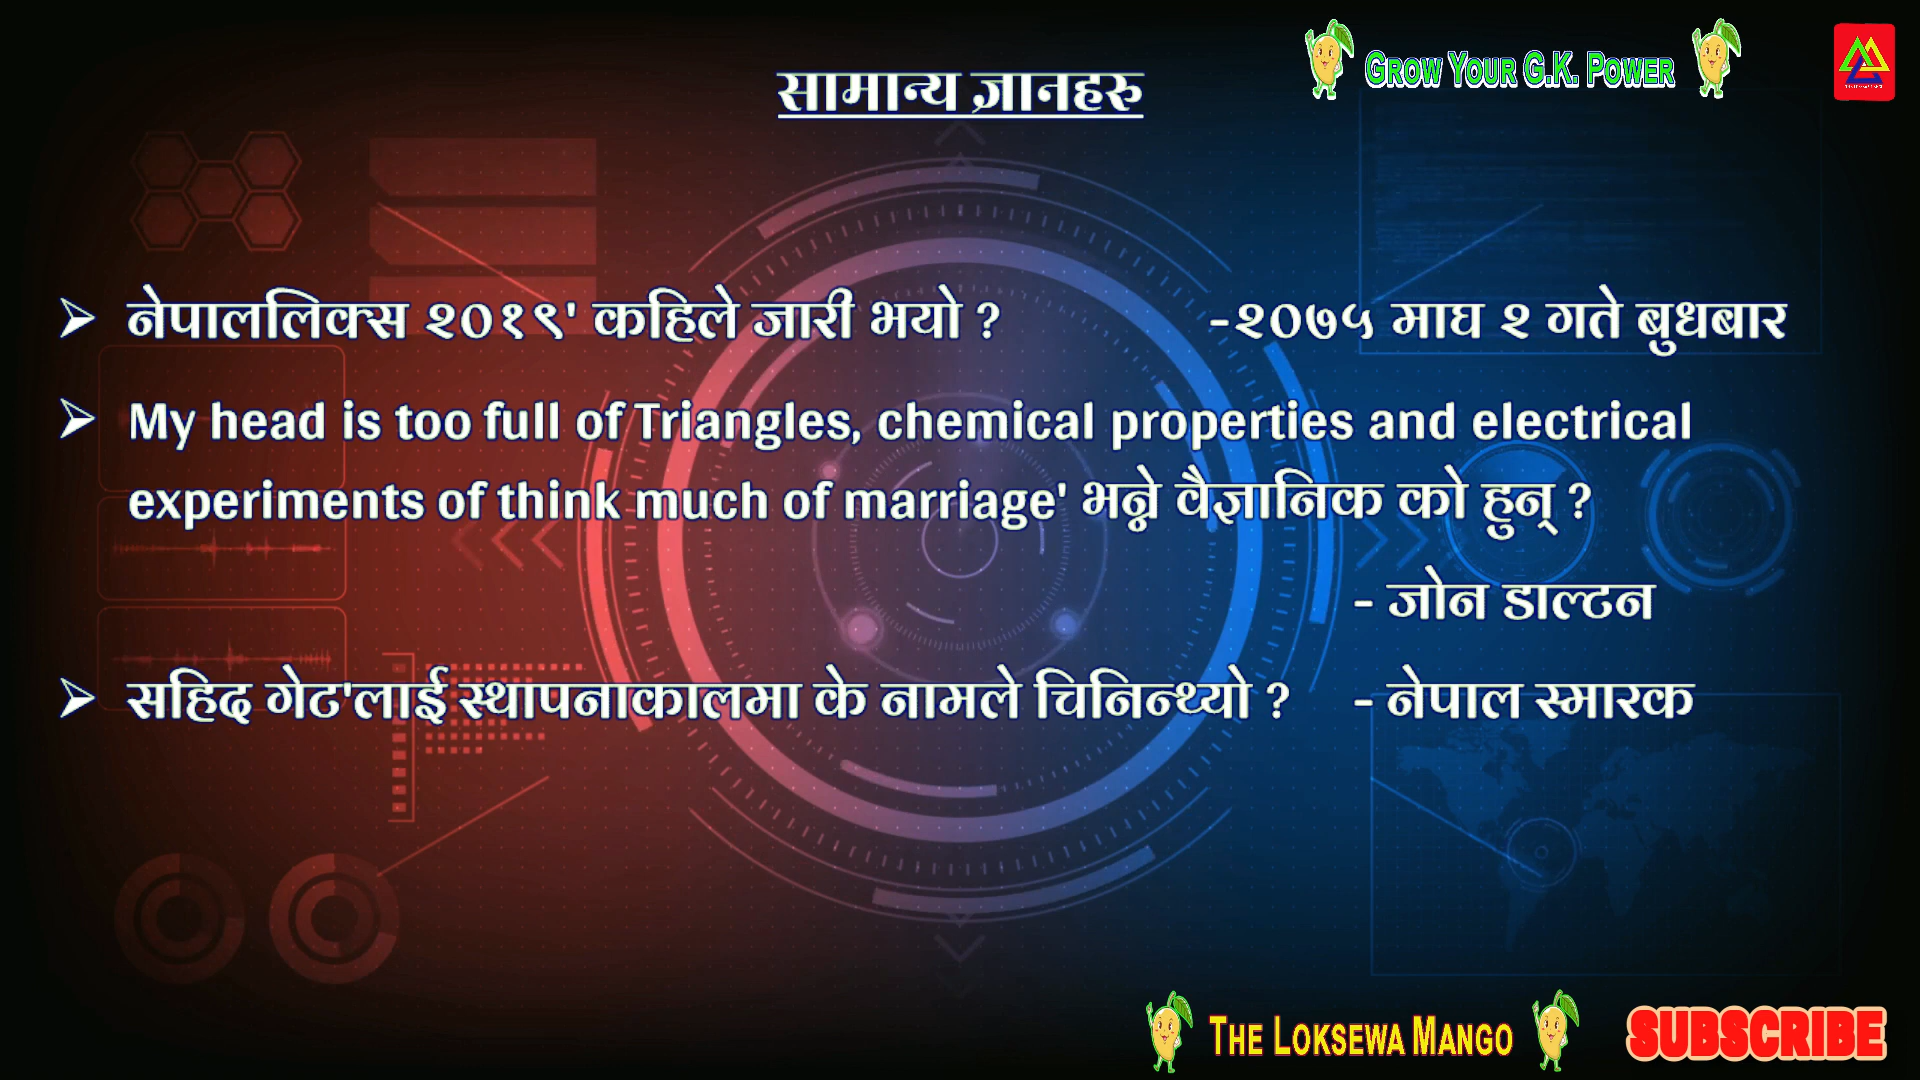 GROW YOUR G.K. POWER
सामान्य ज्ञानहरु
➢ नेपाललिक्स २०१९' कहिले जारी भयो ? -२०७५ माघ २ गते बुधबार
➢ My head is too full of Triangles, chemical properties and electrical
experiments of think much of marriage' भन्ने वैज्ञानिक को हुन् ?
- जोन डाल्टन
➢ सहिद गेट'लाई स्थापनाकालमा के नामले चिनिन्थ्यो ? - नेपाल स्मारक
THE LOKSEWA MANGO
SUBSCRIBE